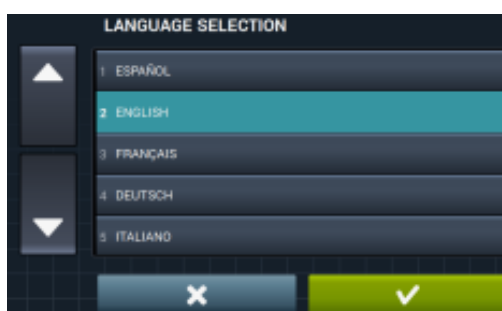 LANGUAGE SELECTION
1 ESPAÑOL
2 ENGLISH
3 FRANÇAIS
4 DEUTSCH
5 ITALIANO